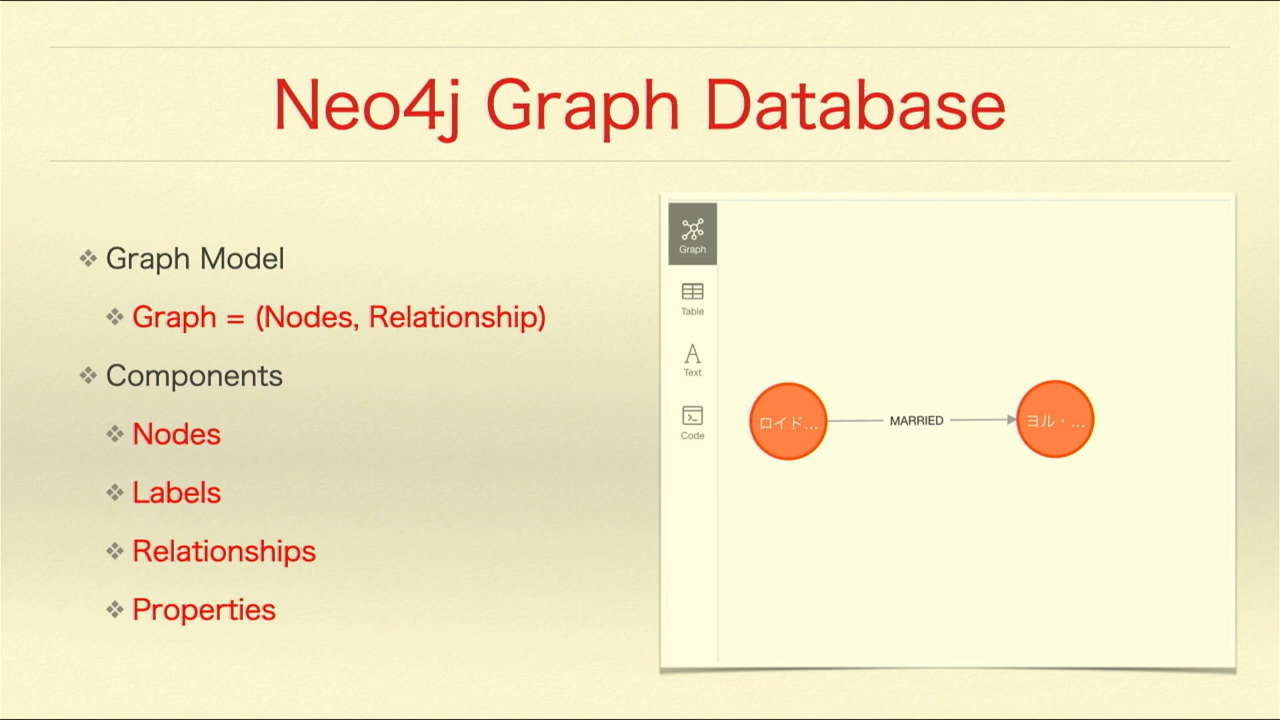 Neo4j Graph Database
Graph Model
Graph = (Nodes, Relationship)
Components
Nodes
Labels
Relationships
Properties
Graph
Table
Text
Code
ロイド...
MARRIED
ヨル・...